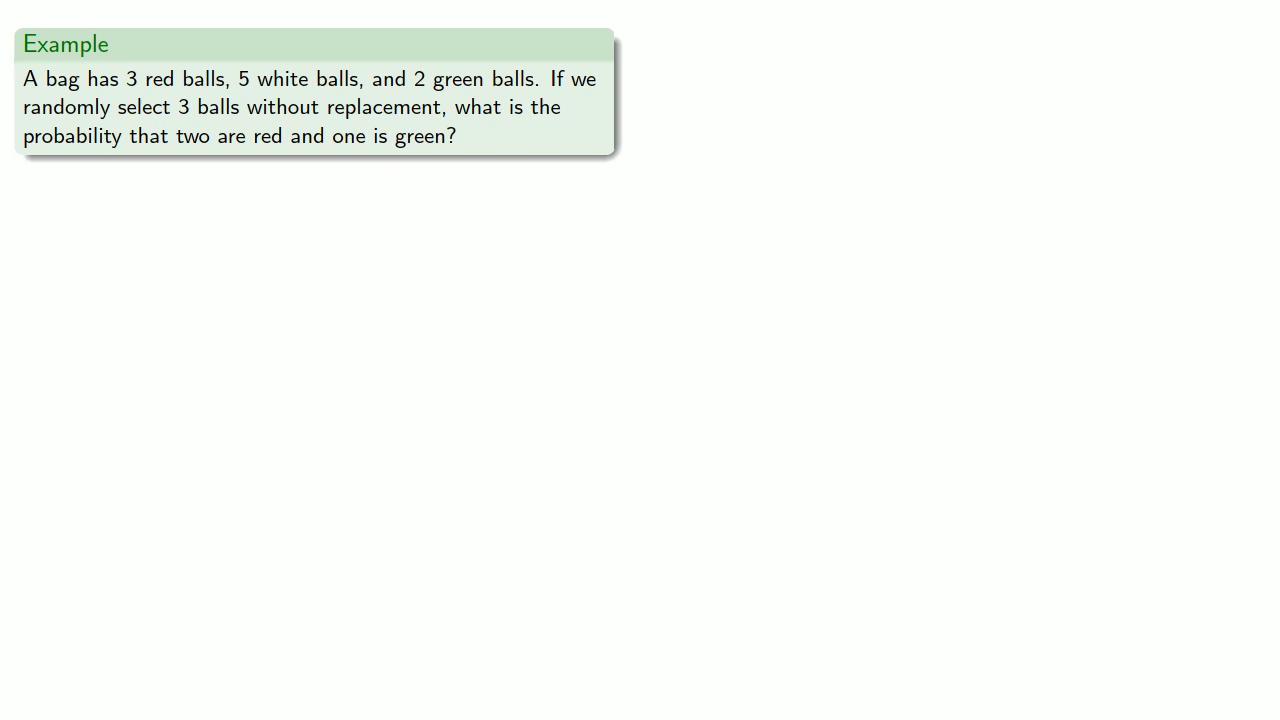 Example
A bag has 3 red balls, 5 white balls, and 2 green balls. If we
randomly select 3 balls without replacement, what is the
probability that two are red and one is green?